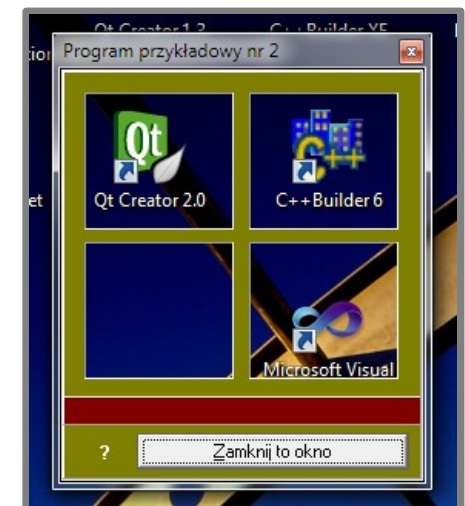 Qt Creator 1.3 C++Builder XE
Program przykładowy nr 2
Qt Creator 2.0
C++Builder 6
et
Microsoft Visual
?
Zamknij to okno